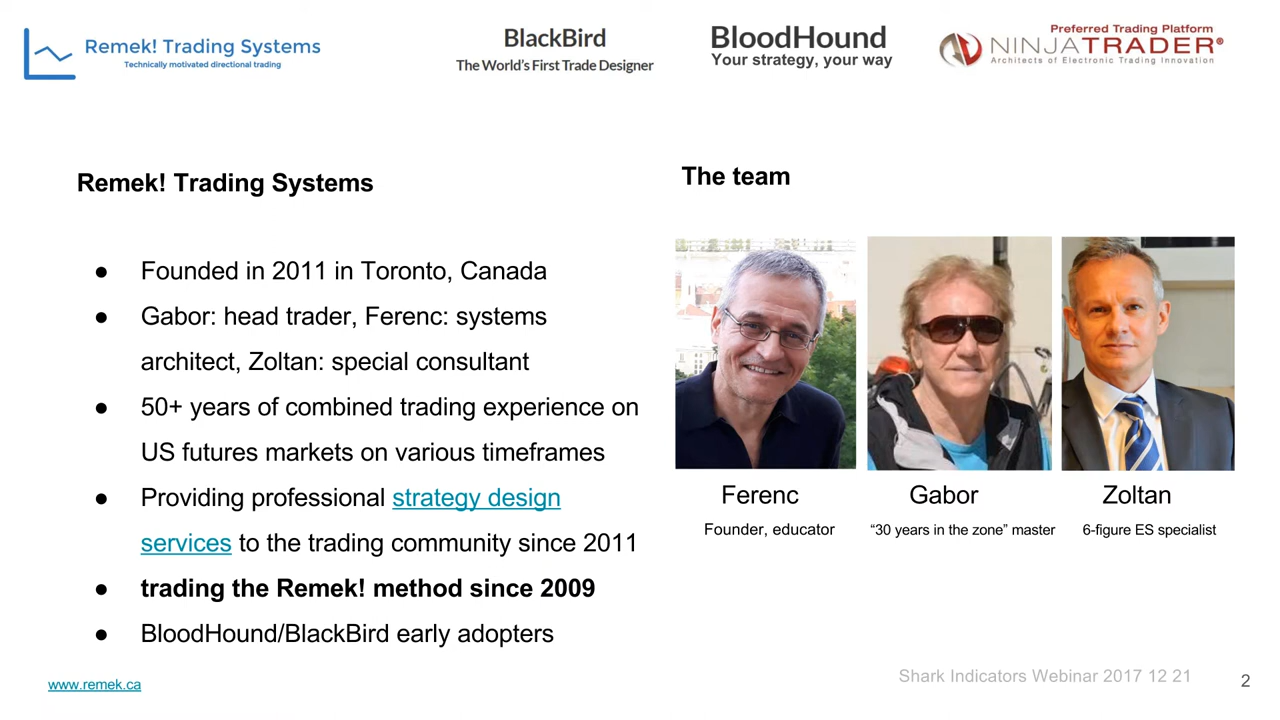 Remek! Trading Systems
Technically motivated directional trading
BlackBird
The World's First Trade Designer
BloodHound
Your strategy, your way
Preferred Trading Platform
NINJATRADER®
Architects of Electronic Trading Innovation
Remek! Trading Systems
● Founded in 2011 in Toronto, Canada
● Gabor: head trader, Ferenc: systems
architect, Zoltan: special consultant
● 50+ years of combined trading experience on
US futures markets on various timeframes
● Providing professional strategy design
services to the trading community since 2011
● trading the Remek! method since 2009
● BloodHound/BlackBird early adopters
The team
Ferenc
Founder, educator
Gabor
“30 years in the zone” master
Zoltan
6-figure ES specialist
www.remek.ca
Shark Indicators Webinar 2017 12 21
2